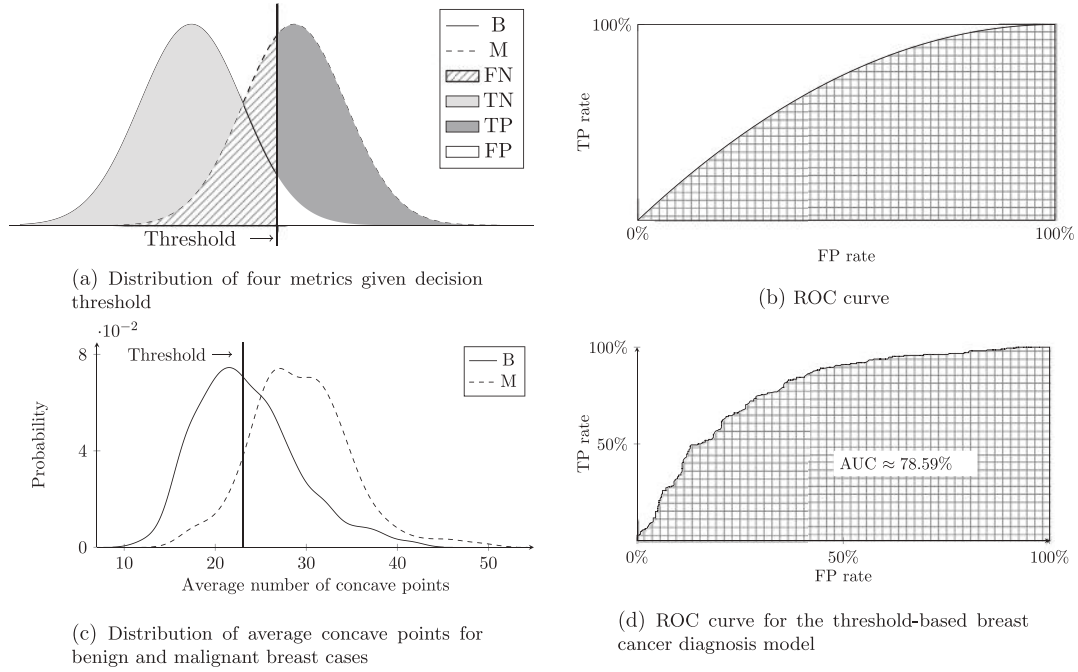 B
M
FN
TN
TP
FP
Threshold →
(a) Distribution of four metrics given decision
threshold
100%
TP rate
0%
100%
FP rate
(b) ROC curve
·10⁻²
8
4
0
Probability
Threshold →
B
M
10
20
30
40
50
Average number of concave points
(c) Distribution of average concave points for
benign and malignant breast cases
100%
50%
TP rate
AUC ≈ 78.59%
0%
50%
100%
FP rate
(d) ROC curve for the threshold-based breast
cancer diagnosis model